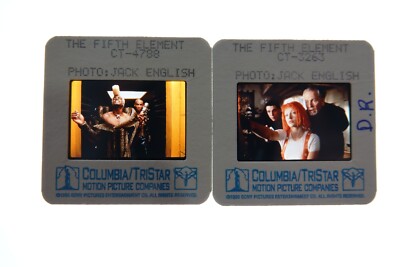 THE FIFTH ELEMENT
CT-4788
PHOTO: JACK ENGLISH
COLUMBIA/TRISTAR
MOTION PICTURE COMPANIES
THE FIFTH ELEMENT
CT-3263
PHOTO: JACK ENGLISH
D.R.
COLUMBIA/TRISTAR
MOTION PICTURE COMPANIES